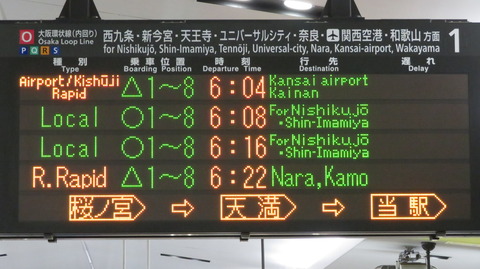 O 大阪環状線(内回り) 西九条・新今宮・天王寺・ユニバーサルシティ・奈良・関西空港・和歌山 方面 1
Osaka Loop Line
P Q R S for Nishikujō, Shin-Imamiya, Tennōji, Universal-city, Nara, Kansai-airport, Wakayama
種別 乗車位置 時刻 行先 遅れ
Type Boarding Position Departure Time Destination Delay
Airport/Kishūji Rapid △1〜8 6:04 Kansai airport Kainan
Local ○1〜8 6:08 For Nishikujō・Shin-Imamiya
Local ○1〜8 6:16 For Nishikujō・Shin-Imamiya
R.Rapid △1〜8 6:22 Nara,Kamo
桜ノ宮 ⇨ 天満 ⇨ 当駅